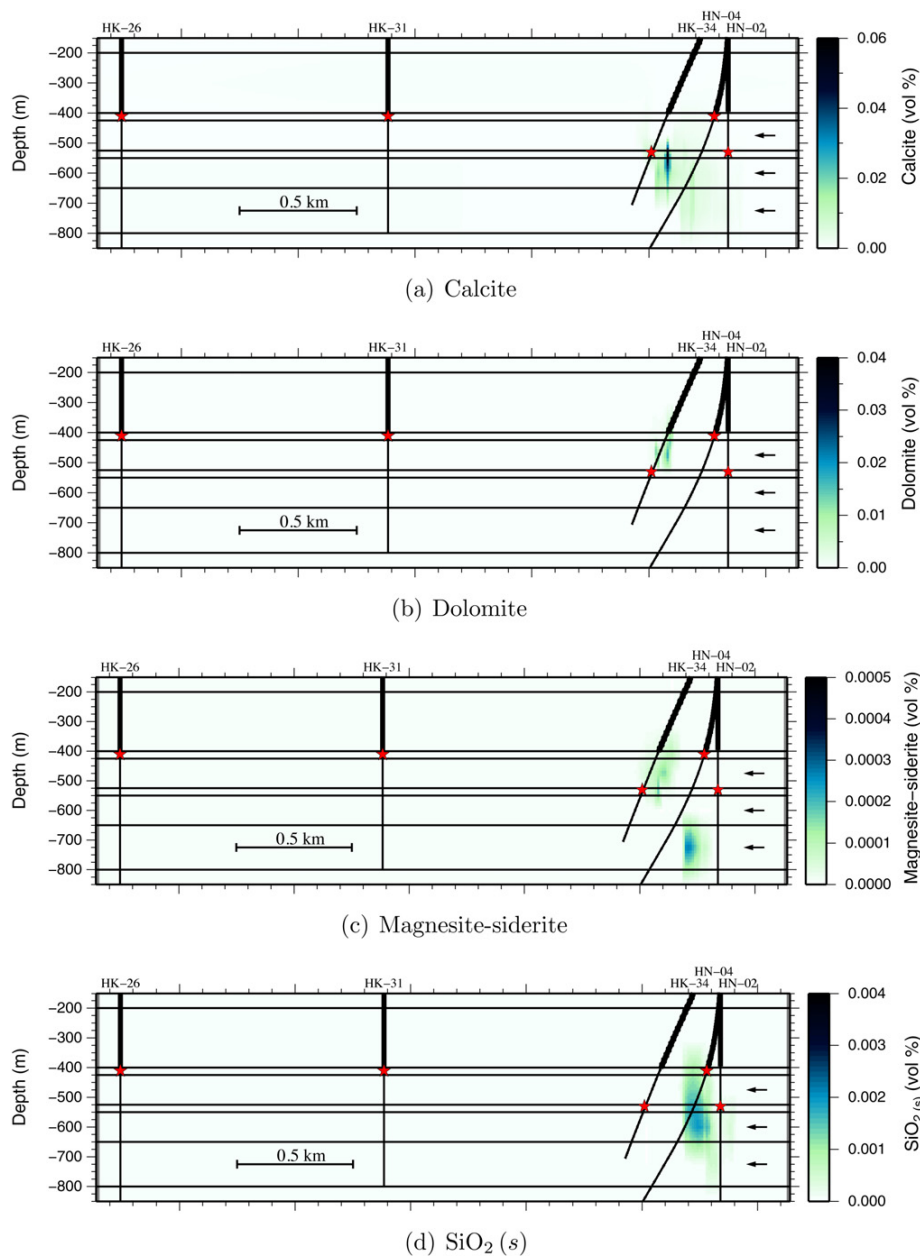 HN−04
HK−26 HK−31 HK−34 HN−02
Depth (m)
−200
−300
−400
−500
−600
−700
−800
0.5 km
0.06
0.04
0.02
0.00
Calcite (vol %)
(a) Calcite
HN−04
HK−26 HK−31 HK−34 HN−02
Depth (m)
−200
−300
−400
−500
−600
−700
−800
0.5 km
0.04
0.03
0.02
0.01
0.00
Dolomite (vol %)
(b) Dolomite
HN−04
HK−26 HK−31 HK−34 HN−02
Depth (m)
−200
−300
−400
−500
−600
−700
−800
0.5 km
0.0005
0.0004
0.0003
0.0002
0.0001
0.0000
Magnesite−siderite (vol %)
(c) Magnesite-siderite
HN−04
HK−26 HK−31 HK−34 HN−02
Depth (m)
−200
−300
−400
−500
−600
−700
−800
0.5 km
0.004
0.003
0.002
0.001
0.000
SiO2(s) (vol %)
(d) SiO2 (s)